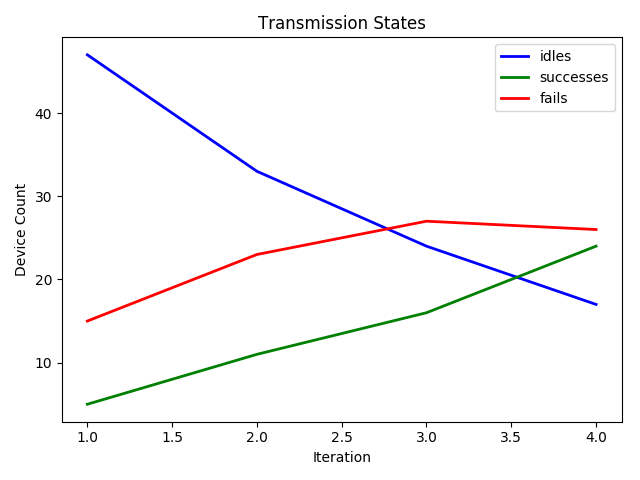 Transmission States
idles
successes
fails
Device Count
40
30
20
10
1.0 1.5 2.0 2.5 3.0 3.5 4.0
Iteration